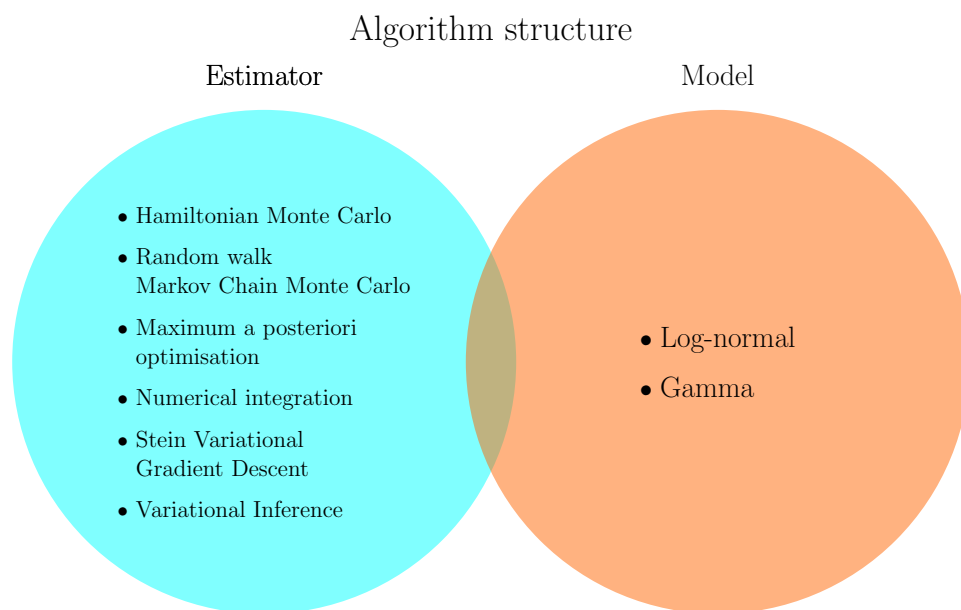 Algorithm structure
Estimator
Model
• Hamiltonian Monte Carlo
• Random walk
Markov Chain Monte Carlo
• Maximum a posteriori
optimisation
• Numerical integration
• Stein Variational
Gradient Descent
• Variational Inference
• Log-normal
• Gamma